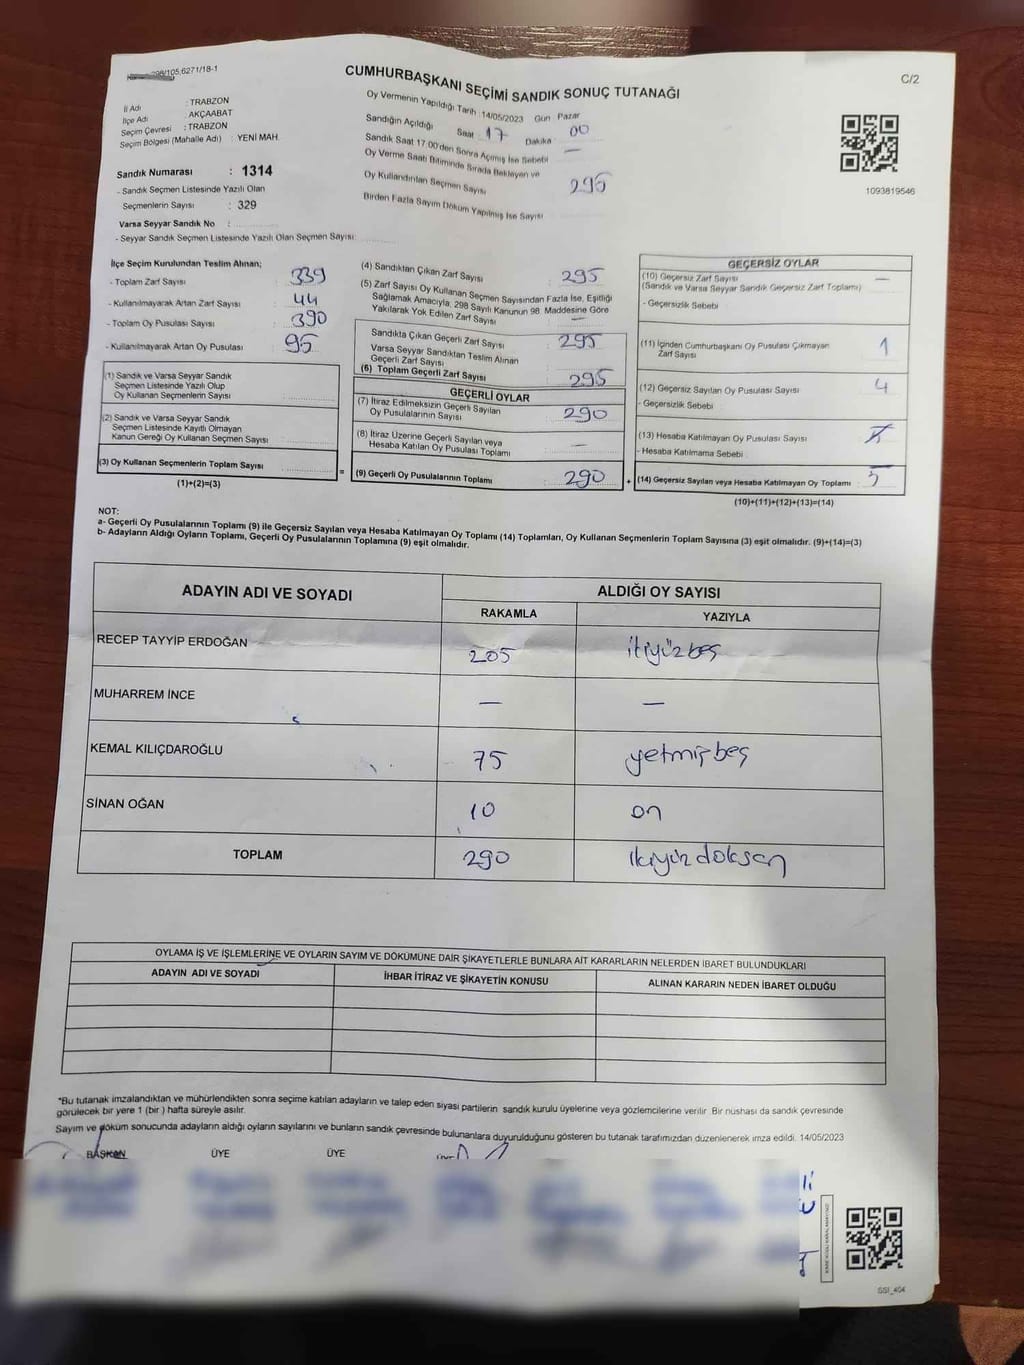 298/105,6271/18-1
CUMHURBAŞKANI SEÇİMİ SANDIK SONUÇ TUTANAĞI
C/2
İl Adı : TRABZON
İlçe Adı : AKÇAABAT
Seçim Çevresi : TRABZON
Seçim Bölgesi (Mahalle Adı) : YENİ MAH.
Sandık Numarası : 1314
- Sandık Seçmen Listesinde Yazılı Olan
Seçmenlerin Sayısı : 329
Varsa Seyyar Sandık No :
- Seyyar Sandık Seçmen Listesinde Yazılı Olan Seçmen Sayısı:
Oy Vermenin Yapıldığı Tarih : 14/05/2023 Gün Pazar
Sandığın Açıldığı Saat : 17 Dakika : 00
Sandık Saat 17.00'den Sonra Açılmış İse Sebebi —
Oy Verme Saati Bitiminde Sırada Bekleyen ve
Oy Kullandırılan Seçmen Sayısı 295
Birden Fazla Sayım Döküm Yapılmış İse Sayısı
1093819546
İlçe Seçim Kurulundan Teslim Alınan;
- Toplam Zarf Sayısı : 339
- Kullanılmayarak Artan Zarf Sayısı : 44
- Toplam Oy Pusulası Sayısı : 390
- Kullanılmayarak Artan Oy Pusulası : 95
(1) Sandık ve Varsa Seyyar Sandık
Seçmen Listesinde Yazılı Olup
Oy Kullanan Seçmenlerin Sayısı :
(2) Sandık ve Varsa Seyyar Sandık
Seçmen Listesinde Kayıtlı Olmayan
Kanun Gereği Oy Kullanan Seçmen Sayısı :
(3) Oy Kullanan Seçmenlerin Toplam Sayısı :
(1)+(2)=(3)
=
(4) Sandıktan Çıkan Zarf Sayısı : 295
(5) Zarf Sayısı Oy Kullanan Seçmen Sayısından Fazla İse, Eşitliği
Sağlamak Amacıyla, 298 Sayılı Kanunun 98. Maddesine Göre
Yakılarak Yok Edilen Zarf Sayısı : —
Sandıkta Çıkan Geçerli Zarf Sayısı : 295
Varsa Seyyar Sandıktan Teslim Alınan
Geçerli Zarf Sayısı :
(6) Toplam Geçerli Zarf Sayısı : 295
GEÇERLİ OYLAR
(7) İtiraz Edilmeksizin Geçerli Sayılan
Oy Pusulalarının Sayısı : 290
(8) İtiraz Üzerine Geçerli Sayılan veya
Hesaba Katılan Oy Pusulası Toplamı : —
(9) Geçerli Oy Pusulalarının Toplamı : 290
+
GEÇERSİZ OYLAR
(10) Geçersiz Zarf Sayısı : —
(Sandık ve Varsa Seyyar Sandık Geçersiz Zarf Toplamı)
- Geçersizlik Sebebi :
(11) İçinden Cumhurbaşkanı Oy Pusulası Çıkmayan
Zarf Sayısı : 1
(12) Geçersiz Sayılan Oy Pusulası Sayısı : 4
- Geçersizlik Sebebi :
(13) Hesaba Katılmayan Oy Pusulası Sayısı :
- Hesaba Katılmama Sebebi :
(14) Geçersiz Sayılan veya Hesaba Katılmayan Oy Toplamı : 5
(10)+(11)+(12)+(13)=(14)
NOT:
a- Geçerli Oy Pusulalarının Toplamı (9) ile Geçersiz Sayılan veya Hesaba Katılmayan Oy Toplamı (14) Toplamları, Oy Kullanan Seçmenlerin Toplam Sayısına (3) eşit olmalıdır. (9)+(14)=(3)
b- Adayların Aldığı Oyların Toplamı, Geçerli Oy Pusulalarının Toplamına (9) eşit olmalıdır.
ADAYIN ADI VE SOYADI ALDIĞI OY SAYISI
RAKAMLA YAZIYLA
RECEP TAYYİP ERDOĞAN 205 ikiyüzbeş
MUHARREM İNCE — —
KEMAL KILIÇDAROĞLU 75 yetmişbeş
SİNAN OĞAN 10 on
TOPLAM 290 ikiyüzdoksan
OYLAMA İŞ VE İŞLEMLERİNE VE OYLARIN SAYIM VE DÖKÜMÜNE DAİR ŞİKAYETLERLE BUNLARA AİT KARARLARIN NELERDEN İBARET BULUNDUKLARI
ADAYIN ADI VE SOYADI İHBAR İTİRAZ VE ŞİKAYETİN KONUSU ALINAN KARARIN NEDEN İBARET OLDUĞU
*Bu tutanak imzalandıktan ve mühürlendikten sonra seçime katılan adayların ve talep eden siyasi partilerin sandık kurulu üyelerine veya gözlemcilerine verilir. Bir nüshası da sandık çevresinde
görülecek bir yere 1 (bir ) hafta süreyle asılır.
Sayım ve döküm sonucunda adayların aldığı oyların sayılarını ve bunların sandık çevresinde bulunanlara duyurulduğunu gösteren bu tutanak tarafımızdan düzenlenerek imza edildi. 14/05/2023
BAŞKAN ÜYE ÜYE
SSI_404